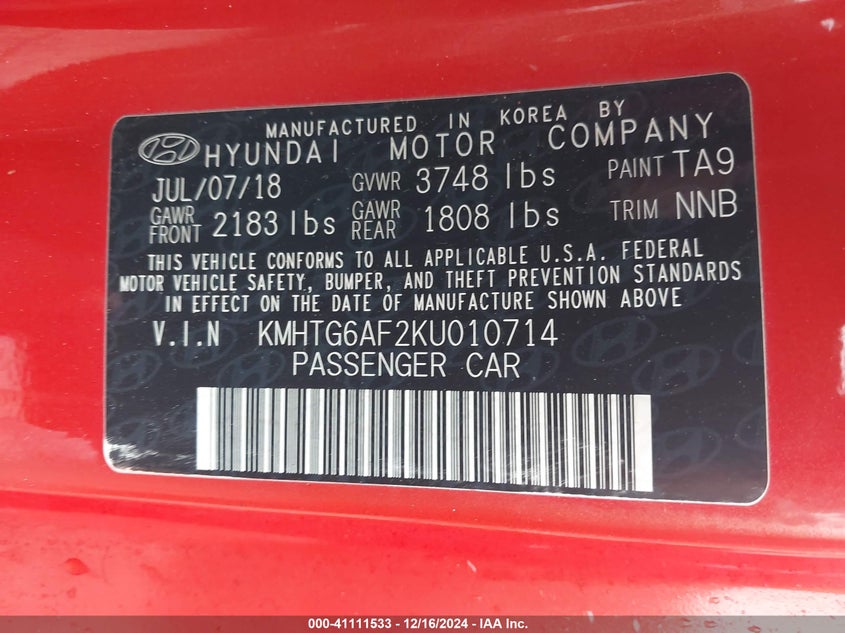 MANUFACTURED IN KOREA BY
HYUNDAI MOTOR COMPANY
JUL/07/18 GVWR 3748 lbs PAINT TA9
GAWR FRONT 2183 lbs GAWR REAR 1808 lbs TRIM NNB
THIS VEHICLE CONFORMS TO ALL APPLICABLE U.S.A. FEDERAL
MOTOR VEHICLE SAFETY, BUMPER, AND THEFT PREVENTION STANDARDS
IN EFFECT ON THE DATE OF MANUFACTURE SHOWN ABOVE
V.I.N KMHTG6AF2KU010714
PASSENGER CAR
000-41111533 - 12/16/2024 - IAA Inc.